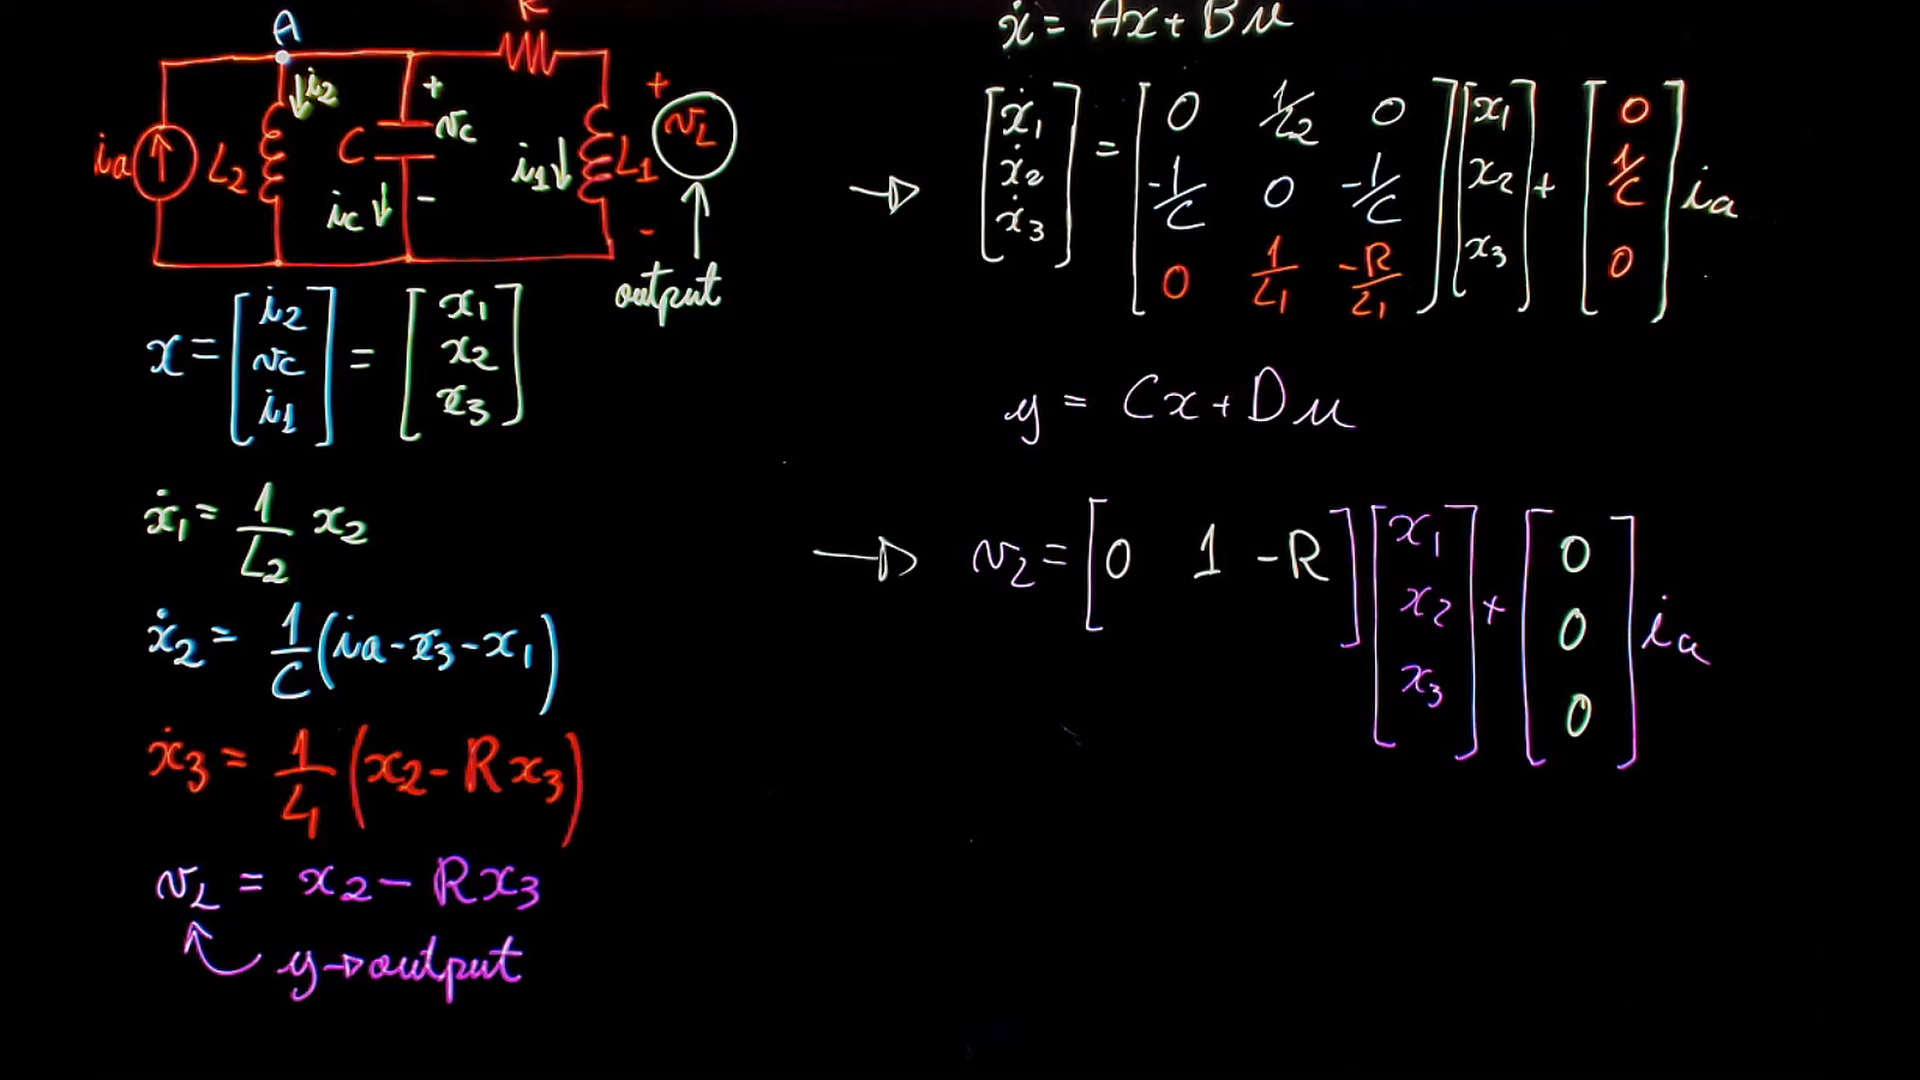 A
R
i2
+
vc
-
ia
L2
C
ic
i1
L1
+
vL
-
output
x = [i2 vc i1] = [x1 x2 x3]
ẋ1 = 1/L2 x2
ẋ2 = 1/C (ia - x3 - x1)
ẋ3 = 1/L1 (x2 - Rx3)
vL = x2 - Rx3
y → output
ẋ = Ax + Bu
→ [ẋ1 ẋ2 ẋ3] = [0 1/L2 0; -1/C 0 -1/C; 0 1/L1 -R/L1] [x1 x2 x3] + [0 1/C 0] ia
y = Cx + Du
→ vL = [0 1 -R] [x1 x2 x3] + [0 0 0] ia